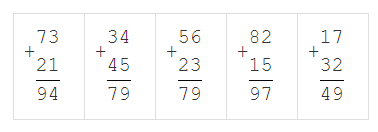 73 34 56 82 17
+ + + + +
21 45 23 15 32
94 79 79 97 49